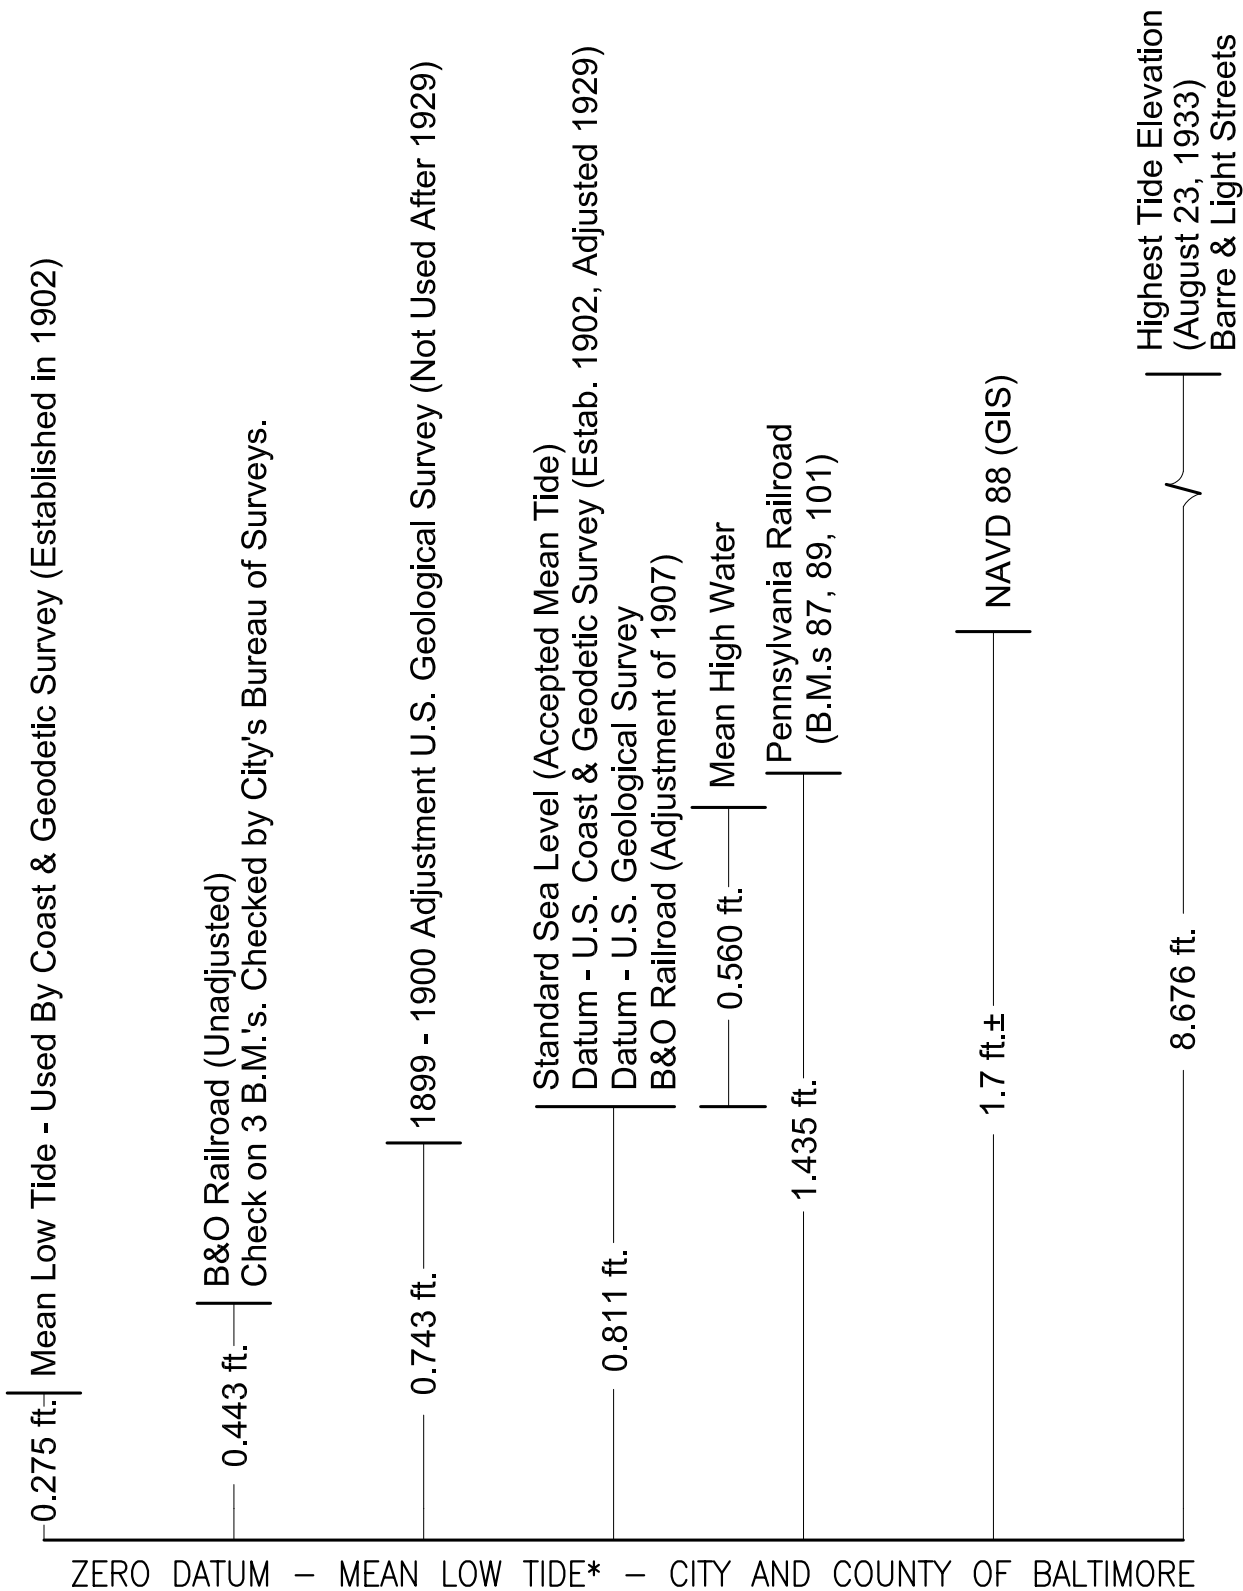 0.275 ft.
Mean Low Tide - Used By Coast & Geodetic Survey (Established in 1902)
0.443 ft.
B&O Railroad (Unadjusted)
Check on 3 B.M.'s. Checked by City's Bureau of Surveys.
0.743 ft.
1899 - 1900 Adjustment U.S. Geological Survey (Not Used After 1929)
0.811 ft.
Standard Sea Level (Accepted Mean Tide)
Datum - U.S. Coast & Geodetic Survey (Estab. 1902, Adjusted 1929)
Datum - U.S. Geological Survey
B&O Railroad (Adjustment of 1907)
0.560 ft.
Mean High Water
1.435 ft.
Pennsylvania Railroad
(B.M.s 87, 89, 101)
1.7 ft.±
NAVD 88 (GIS)
8.676 ft.
Highest Tide Elevation
(August 23, 1933)
Barre & Light Streets
ZERO DATUM – MEAN LOW TIDE* – CITY AND COUNTY OF BALTIMORE